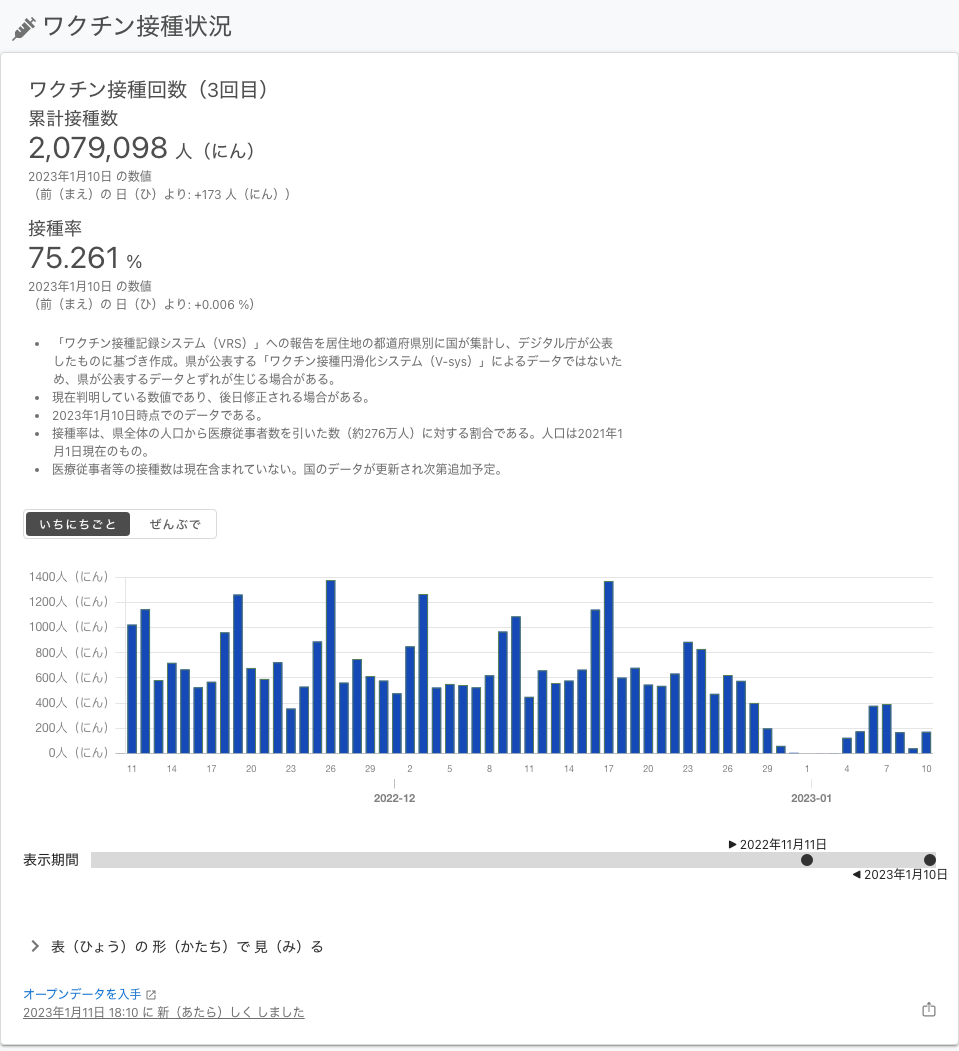 ワクチン接種状況
ワクチン接種回数（3回目）
累計接種数
2,079,098 人（にん）
2023年1月10日 の数値
（前（まえ）の 日（ひ）より: +173 人（にん））
接種率
75.261 %
2023年1月10日 の数値
（前（まえ）の 日（ひ）より: +0.006 %）
• 「ワクチン接種記録システム（VRS）」への報告を居住地の都道府県別に国が集計し、デジタル庁が公表
したものに基づき作成。県が公表する「ワクチン接種円滑化システム（V-sys）」によるデータではないた
め、県が公表するデータとずれが生じる場合がある。
• 現在判明している数値であり、後日修正される場合がある。
• 2023年1月10日時点でのデータである。
• 接種率は、県全体の人口から医療従事者数を引いた数（約276万人）に対する割合である。人口は2021年1
月1日現在のもの。
• 医療従事者等の接種数は現在含まれていない。国のデータが更新され次第追加予定。
いちにちごと ぜんぶで
1400人（にん）
1200人（にん）
1000人（にん）
800人（にん）
600人（にん）
400人（にん）
200人（にん）
0人（にん）
11 14 17 20 23 26 29 2 5 8 11 14 17 20 23 26 29 1 4 7 10
2022-12 2023-01
▶ 2022年11月11日
表示期間
◀ 2023年1月10日
表（ひょう）の 形（かたち）で 見（み）る
オープンデータを入手
2023年1月11日 18:10 に 新（あたら）しく しました